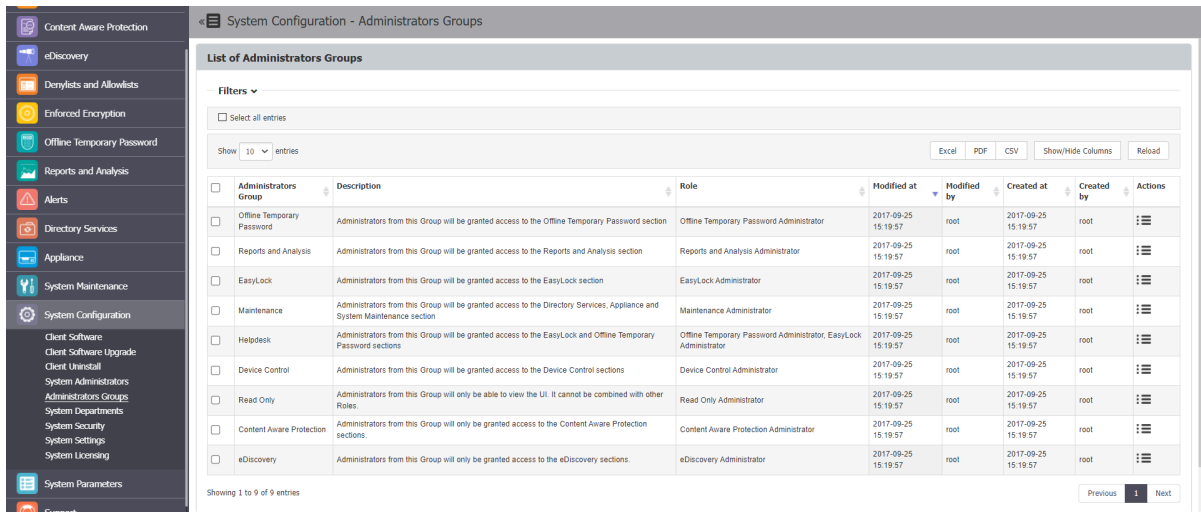 Content Aware Protection
eDiscovery
Denylists and Allowlists
Enforced Encryption
Offline Temporary Password
Reports and Analysis
Alerts
Directory Services
Appliance
System Maintenance
System Configuration
Client Software
Client Software Upgrade
Client Uninstall
System Administrators
Administrators Groups
System Departments
System Security
System Settings
System Licensing
System Parameters
Support
System Configuration - Administrators Groups
List of Administrators Groups
Filters
Select all entries
Show 10 entries
Excel PDF CSV Show/Hide Columns Reload
Administrators Group Description Role Modified at Modified by Created at Created by Actions
Offline Temporary Password Administrators from this Group will be granted access to the Offline Temporary Password section Offline Temporary Password Administrator 2017-09-25 15:19:57 root 2017-09-25 15:19:57 root
Reports and Analysis Administrators from this Group will be granted access to the Reports and Analysis section Reports and Analysis Administrator 2017-09-25 15:19:57 root 2017-09-25 15:19:57 root
EasyLock Administrators from this Group will be granted access to the EasyLock section EasyLock Administrator 2017-09-25 15:19:57 root 2017-09-25 15:19:57 root
Maintenance Administrators from this Group will be granted access to the Directory Services, Appliance and System Maintenance section Maintenance Administrator 2017-09-25 15:19:57 root 2017-09-25 15:19:57 root
Helpdesk Administrators from this Group will be granted access to the EasyLock and Offline Temporary Password sections Offline Temporary Password Administrator, EasyLock Administrator 2017-09-25 15:19:57 root 2017-09-25 15:19:57 root
Device Control Administrators from this Group will be granted access to the Device Control sections Device Control Administrator 2017-09-25 15:19:57 root 2017-09-25 15:19:57 root
Read Only Administrators from this Group will only be able to view the UI. It cannot be combined with other Roles. Read Only Administrator 2017-09-25 15:19:57 root 2017-09-25 15:19:57 root
Content Aware Protection Administrators from this Group will only be granted access to the Content Aware Protection sections. Content Aware Protection Administrator 2017-09-25 15:19:57 root 2017-09-25 15:19:57 root
eDiscovery Administrators from this Group will only be granted access to the eDiscovery sections. eDiscovery Administrator 2017-09-25 15:19:57 root 2017-09-25 15:19:57 root
Showing 1 to 9 of 9 entries
Previous 1 Next